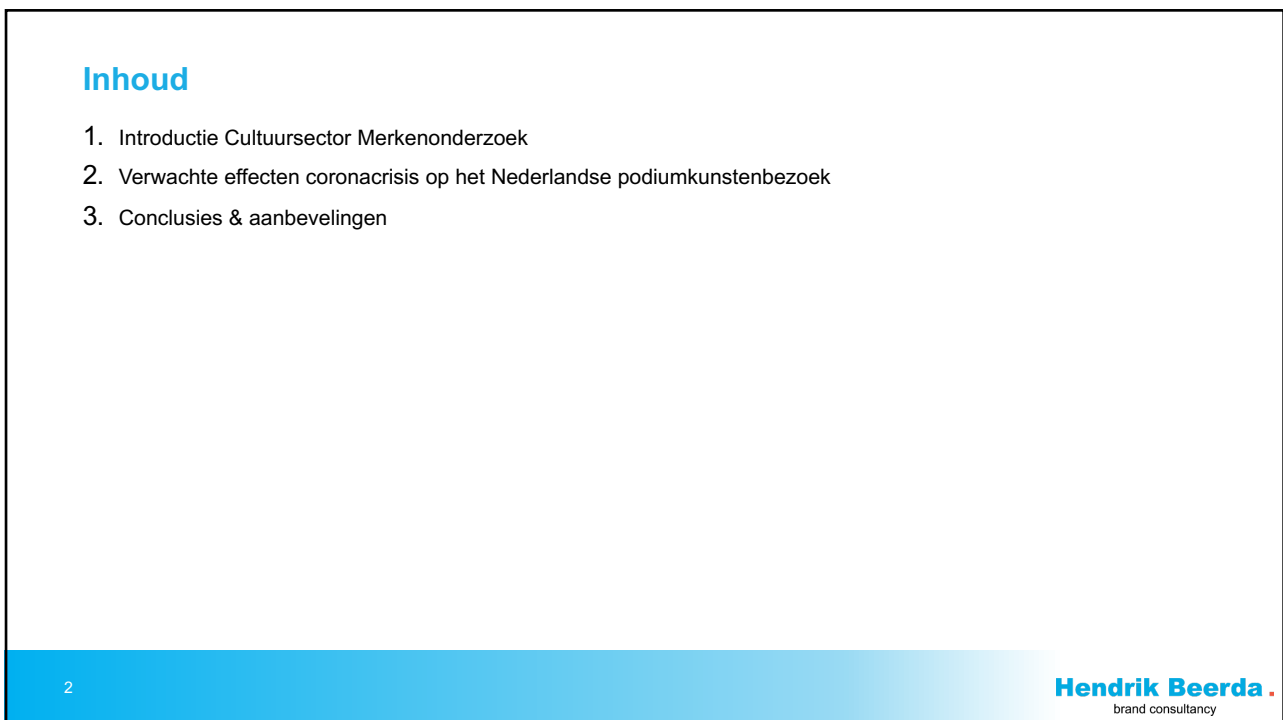 Inhoud
1. Introductie Cultuursector Merkenonderzoek
2. Verwachte effecten coronacrisis op het Nederlandse podiumkunstenbezoek
3. Conclusies & aanbevelingen
2
Hendrik Beerda.
brand consultancy